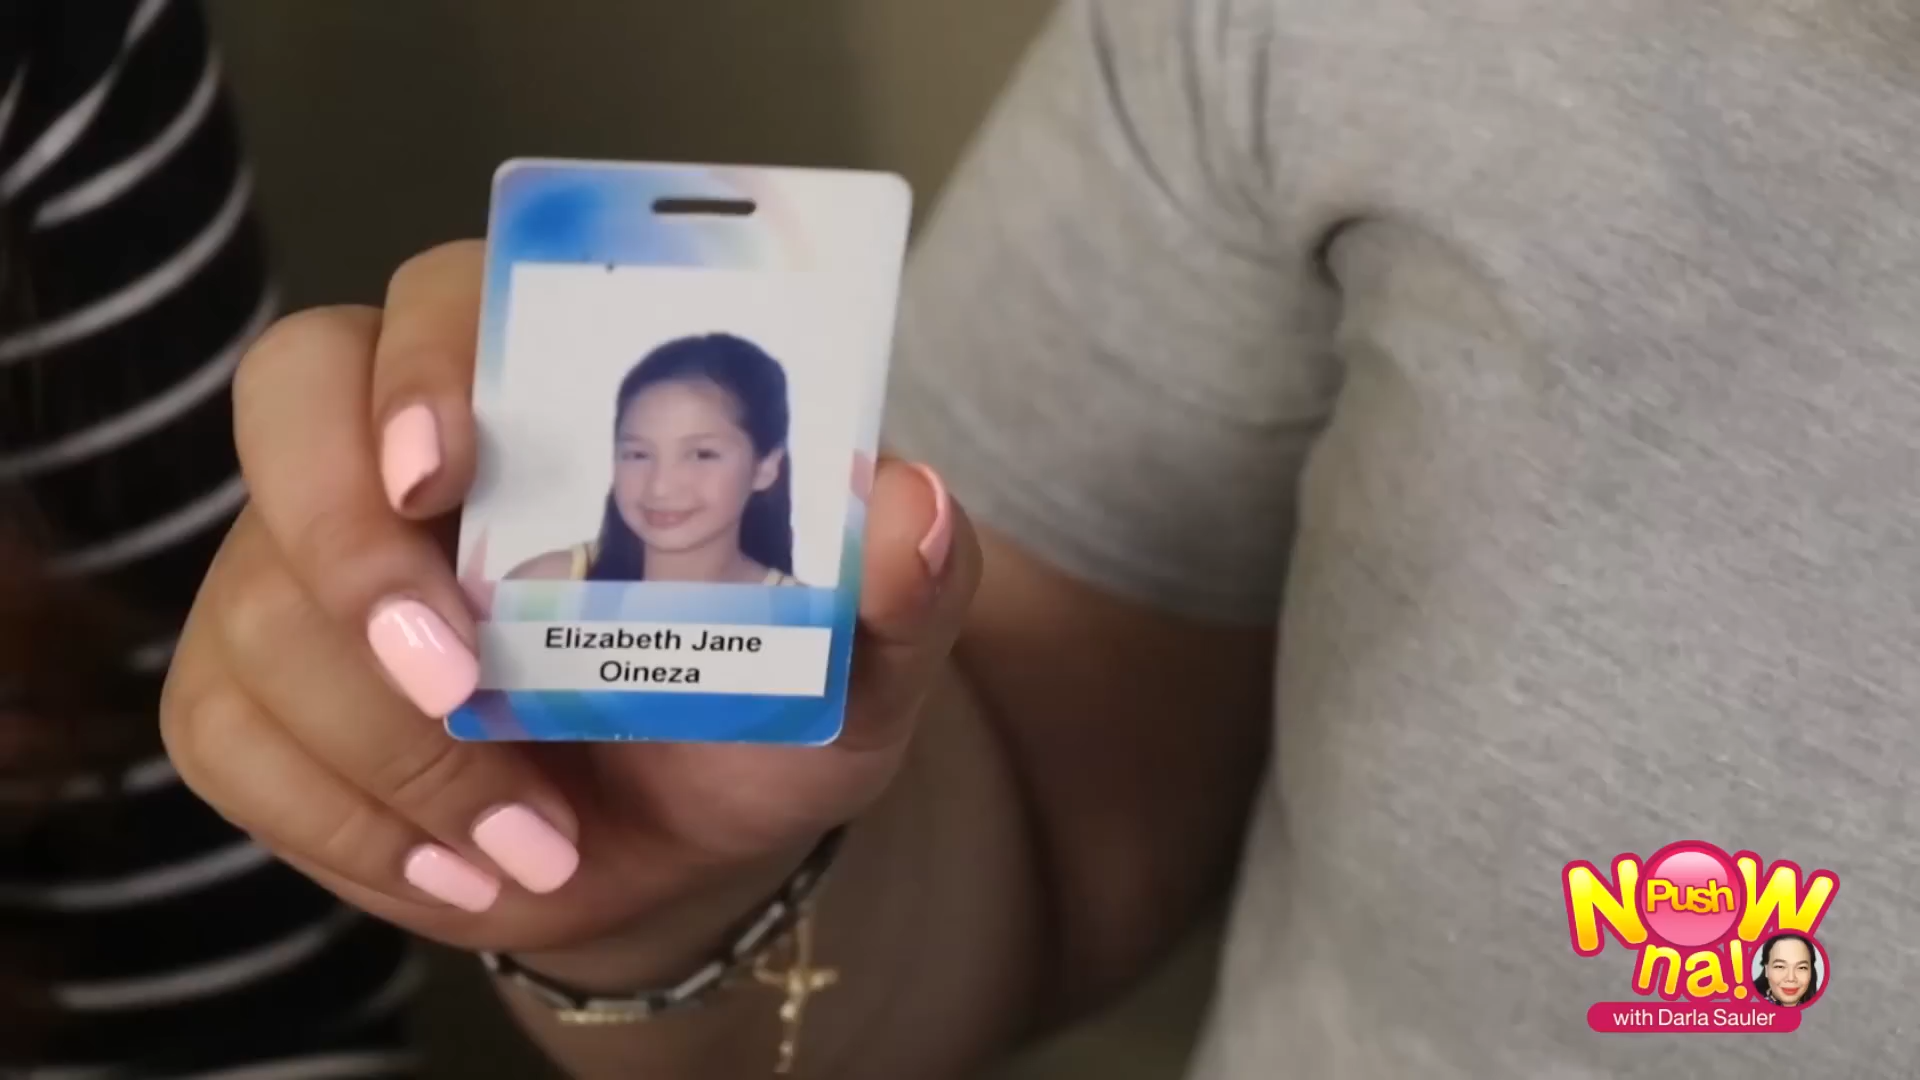 Elizabeth Jane
Oineza
NOW
Push
na!
with Darla Sauler